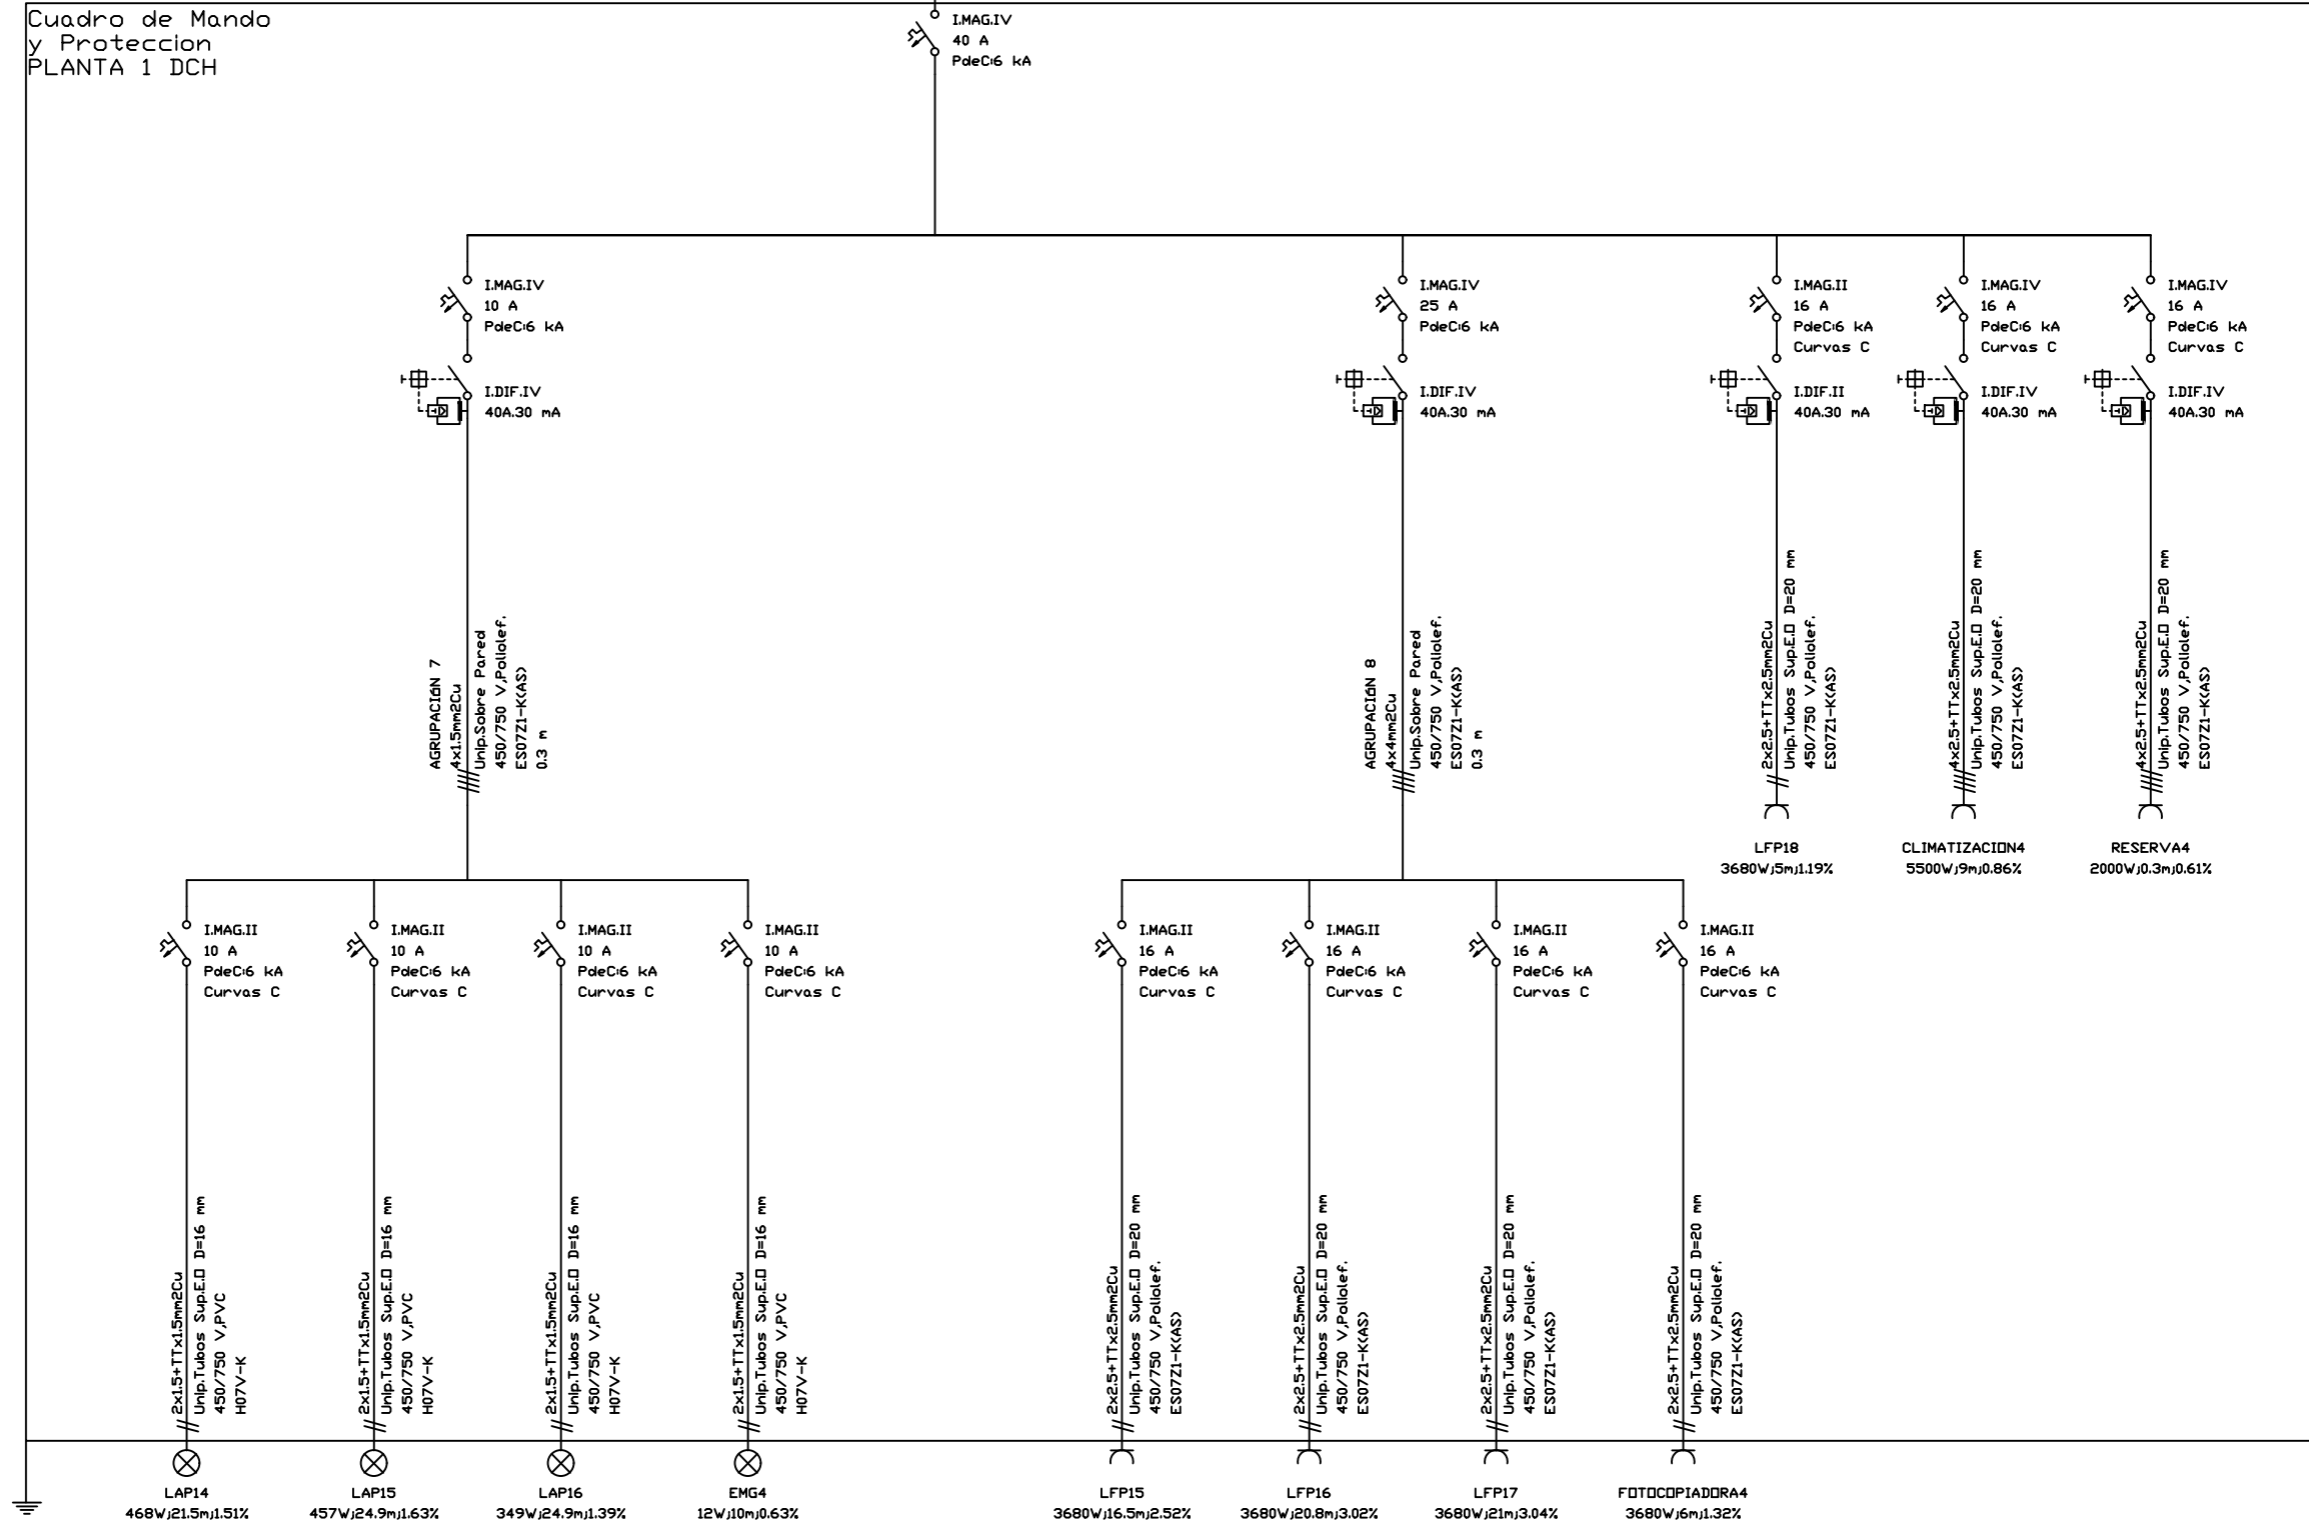 Cuadro de Mando
y Proteccion
PLANTA 1 DCH
I.MAG.IV
40 A
PdeC:6 kA
I.MAG.IV
10 A
PdeC:6 kA
I.DIF.IV
40A.30 mA
AGRUPACIóN 7
4x1.5mm2Cu
Unip.Sobre Pared
450/750 V,Poliolef.
ES07Z1-K(AS)
0.3 m
I.MAG.IV
25 A
PdeC:6 kA
I.DIF.IV
40A.30 mA
AGRUPACIóN 8
4x4mm2Cu
Unip.Sobre Pared
450/750 V,Poliolef.
ES07Z1-K(AS)
0.3 m
I.MAG.II
16 A
PdeC:6 kA
Curvas C
I.DIF.II
40A.30 mA
2x2.5+TTx2.5mm2Cu
Unip.Tubos Sup.E.O D=20 mm
450/750 V,Poliolef.
ES07Z1-K(AS)
LFP18
3680W;5m;1.19%
I.MAG.IV
16 A
PdeC:6 kA
Curvas C
I.DIF.IV
40A.30 mA
4x2.5+TTx2.5mm2Cu
Unip.Tubos Sup.E.O D=20 mm
450/750 V,Poliolef.
ES07Z1-K(AS)
CLIMATIZACION4
5500W;9m;0.86%
I.MAG.IV
16 A
PdeC:6 kA
Curvas C
I.DIF.IV
40A.30 mA
4x2.5+TTx2.5mm2Cu
Unip.Tubos Sup.E.O D=20 mm
450/750 V,Poliolef.
ES07Z1-K(AS)
RESERVA4
2000W;0.3m;0.61%
I.MAG.II
10 A
PdeC:6 kA
Curvas C
2x1.5+TTx1.5mm2Cu
Unip.Tubos Sup.E.O D=16 mm
450/750 V,PVC
H07V-K
LAP14
468W;21.5m;1.51%
I.MAG.II
10 A
PdeC:6 kA
Curvas C
2x1.5+TTx1.5mm2Cu
Unip.Tubos Sup.E.O D=16 mm
450/750 V,PVC
H07V-K
LAP15
457W;24.9m;1.63%
I.MAG.II
10 A
PdeC:6 kA
Curvas C
2x1.5+TTx1.5mm2Cu
Unip.Tubos Sup.E.O D=16 mm
450/750 V,PVC
H07V-K
LAP16
349W;24.9m;1.39%
I.MAG.II
10 A
PdeC:6 kA
Curvas C
2x1.5+TTx1.5mm2Cu
Unip.Tubos Sup.E.O D=16 mm
450/750 V,PVC
H07V-K
EMG4
12W;10m;0.63%
I.MAG.II
16 A
PdeC:6 kA
Curvas C
2x2.5+TTx2.5mm2Cu
Unip.Tubos Sup.E.O D=20 mm
450/750 V,Poliolef.
ES07Z1-K(AS)
LFP15
3680W;16.5m;2.52%
I.MAG.II
16 A
PdeC:6 kA
Curvas C
2x2.5+TTx2.5mm2Cu
Unip.Tubos Sup.E.O D=20 mm
450/750 V,Poliolef.
ES07Z1-K(AS)
LFP16
3680W;20.8m;3.02%
I.MAG.II
16 A
PdeC:6 kA
Curvas C
2x2.5+TTx2.5mm2Cu
Unip.Tubos Sup.E.O D=20 mm
450/750 V,Poliolef.
ES07Z1-K(AS)
LFP17
3680W;21m;3.04%
I.MAG.II
16 A
PdeC:6 kA
Curvas C
2x2.5+TTx2.5mm2Cu
Unip.Tubos Sup.E.O D=20 mm
450/750 V,Poliolef.
ES07Z1-K(AS)
FOTOCOPIADORA4
3680W;6m;1.32%